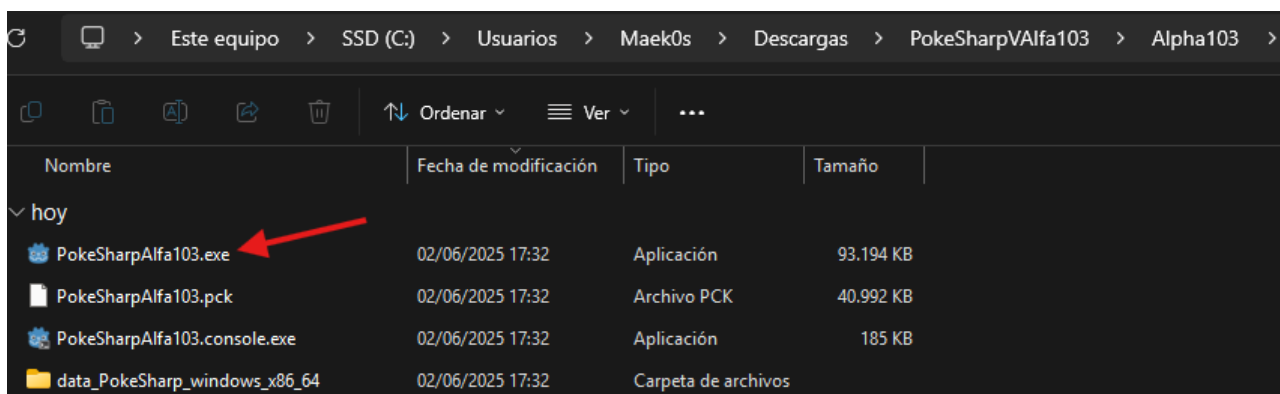 Este equipo > SSD (C:) > Usuarios > Maek0s > Descargas > PokeSharpVAlfa103 > Alpha103 >
Ordenar Ver ...
Nombre Fecha de modificación Tipo Tamaño
hoy
PokeSharpAlfa103.exe 02/06/2025 17:32 Aplicación 93.194 KB
PokeSharpAlfa103.pck 02/06/2025 17:32 Archivo PCK 40.992 KB
PokeSharpAlfa103.console.exe 02/06/2025 17:32 Aplicación 185 KB
data_PokeSharp_windows_x86_64 02/06/2025 17:32 Carpeta de archivos